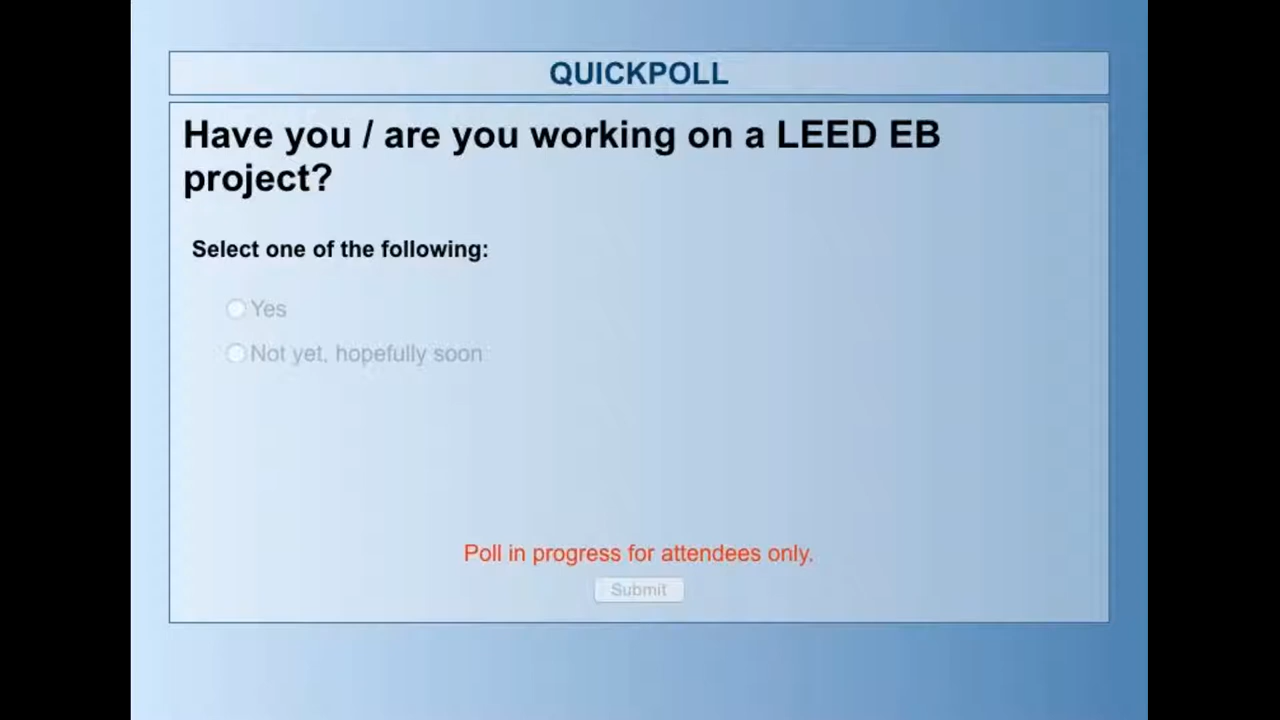 QUICKPOLL
Have you / are you working on a LEED EB
project?
Select one of the following:
Yes
Not yet, hopefully soon
Poll in progress for attendees only.
Submit